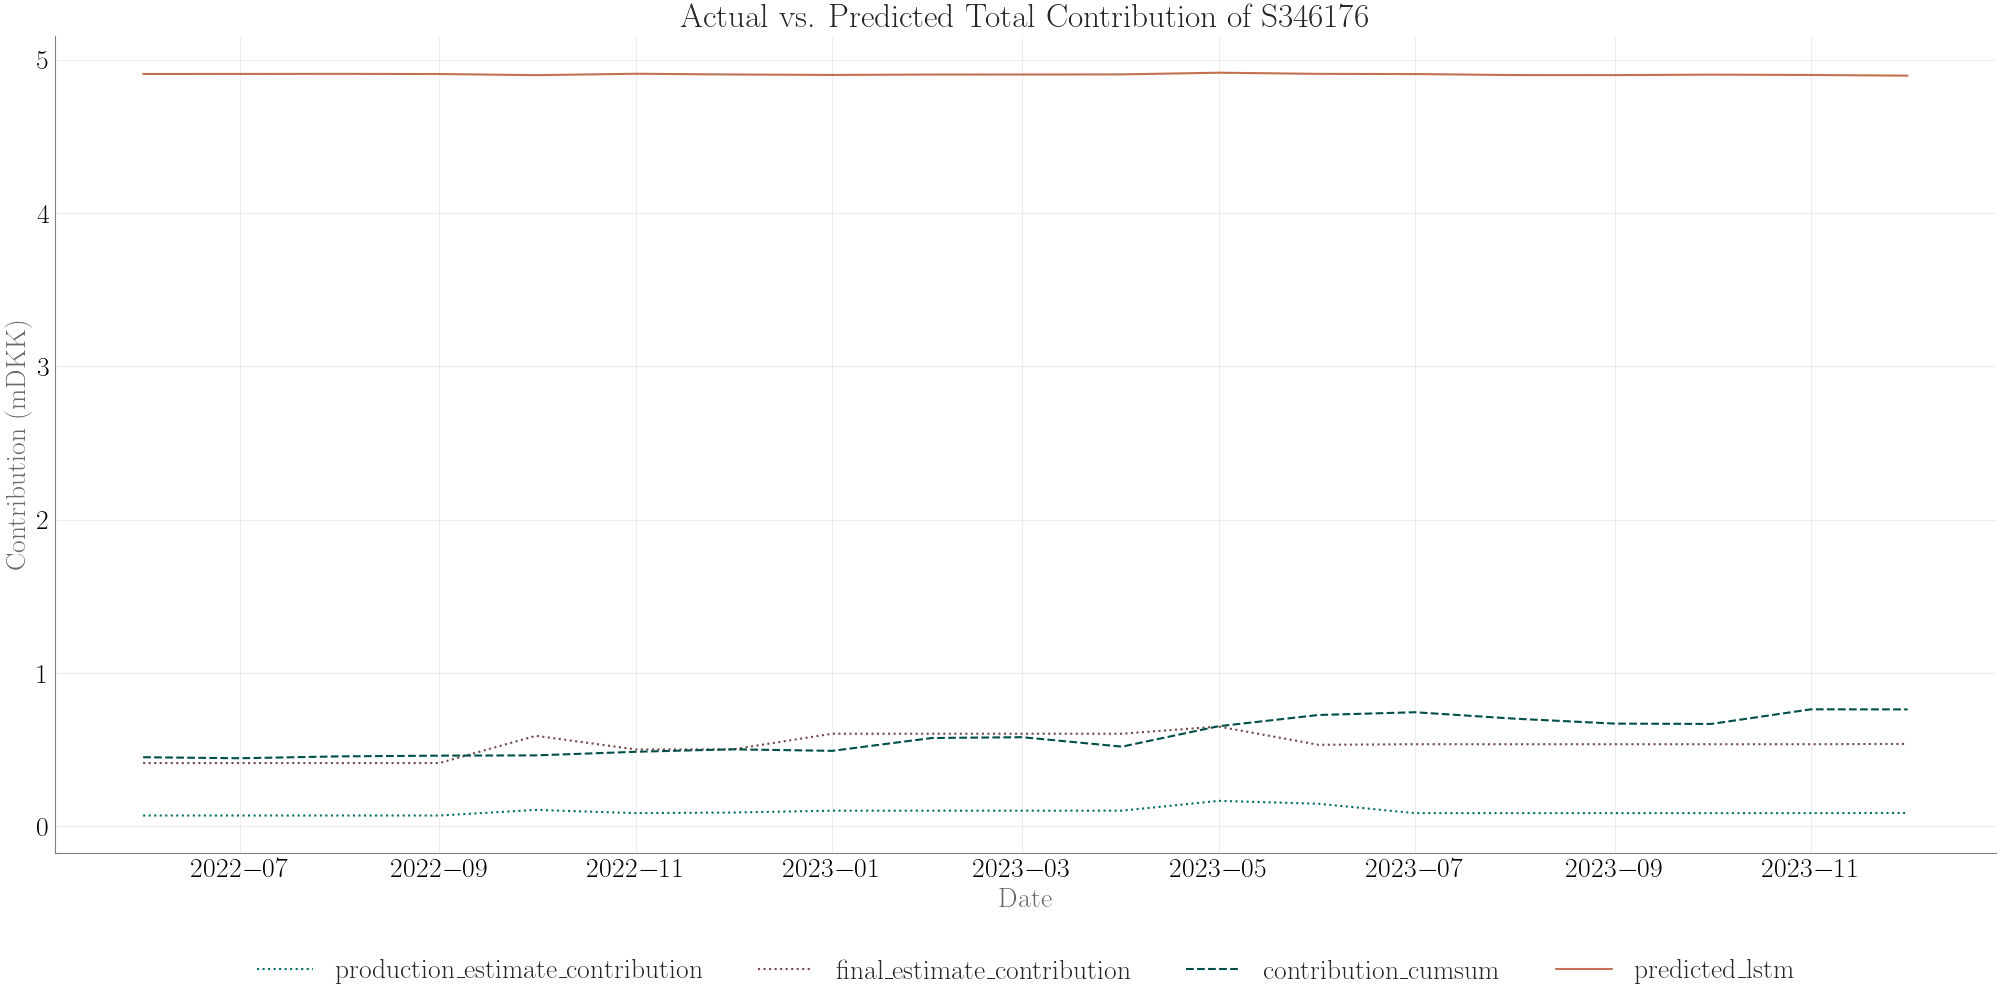 Actual vs. Predicted Total Contribution of S346176
Contribution (mDKK)
5
4
3
2
1
0
2022–07 2022–09 2022–11 2023–01 2023–03 2023–05 2023–07 2023–09 2023–11
Date
production_estimate_contribution final_estimate_contribution contribution_cumsum predicted_lstm